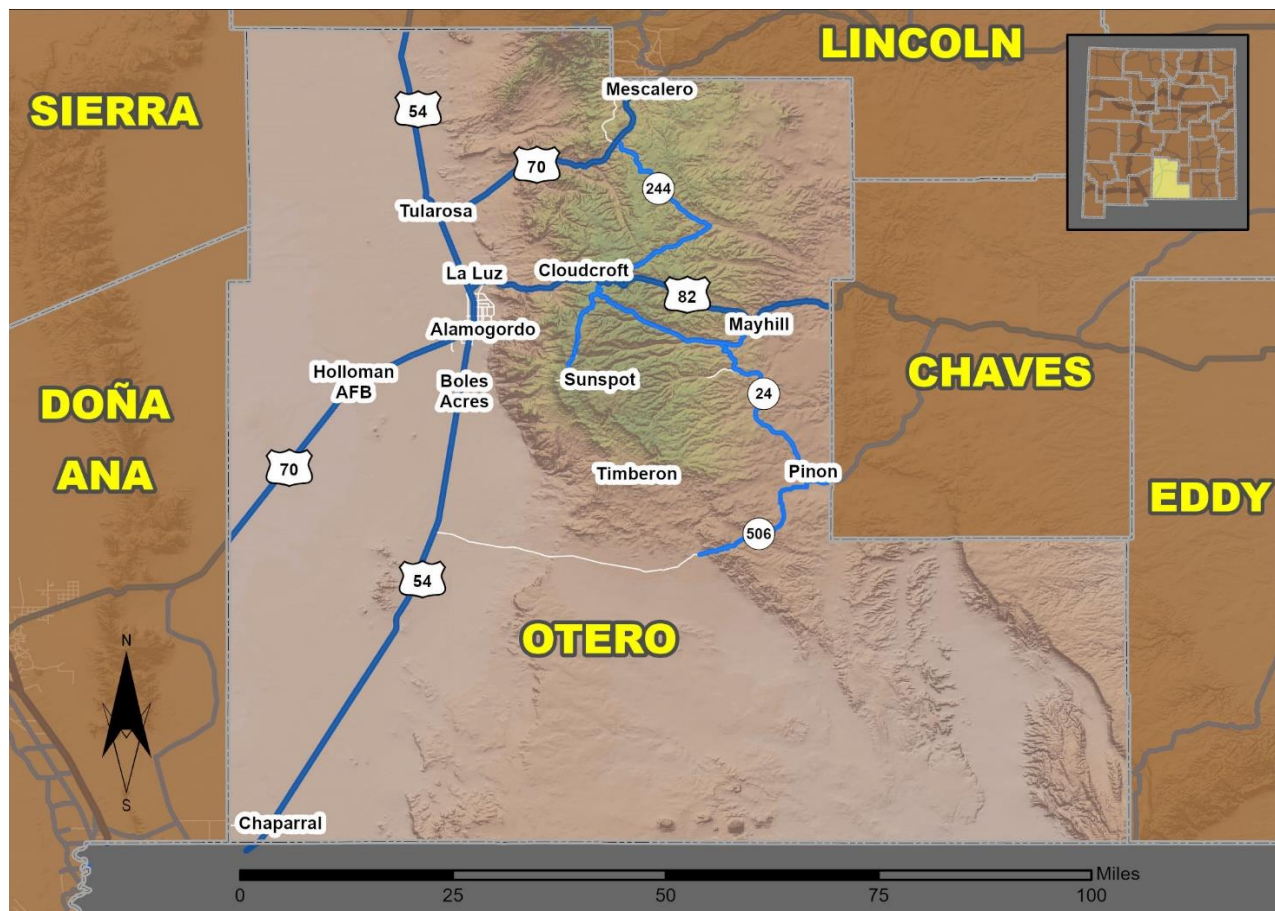 LINCOLN
SIERRA
Mescalero
54
70
244
Tularosa
La Luz
Cloudcroft
82
Mayhill
Alamogordo
Holloman
AFB
Boles
Acres
Sunspot
CHAVES
DOÑA
ANA
24
70
Timberon
Pinon
EDDY
506
54
OTERO
N
S
Chaparral
Miles
0
25
50
75
100